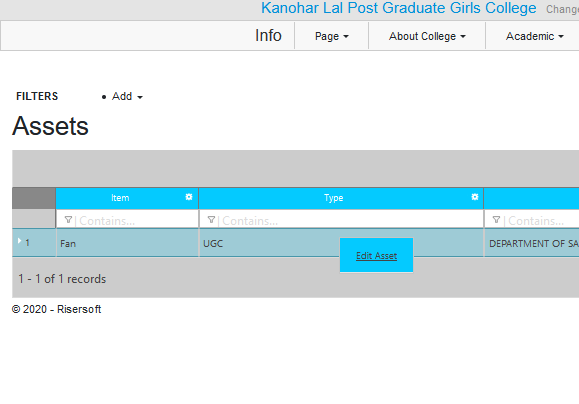 Kanohar Lal Post Graduate Girls College Change
Info Page About College Academic
FILTERS Add
Assets
Item Type
Contains... Contains... Contains...
1 Fan UGC DEPARTMENT OF SA
Edit Asset
1 - 1 of 1 records
© 2020 - Risersoft